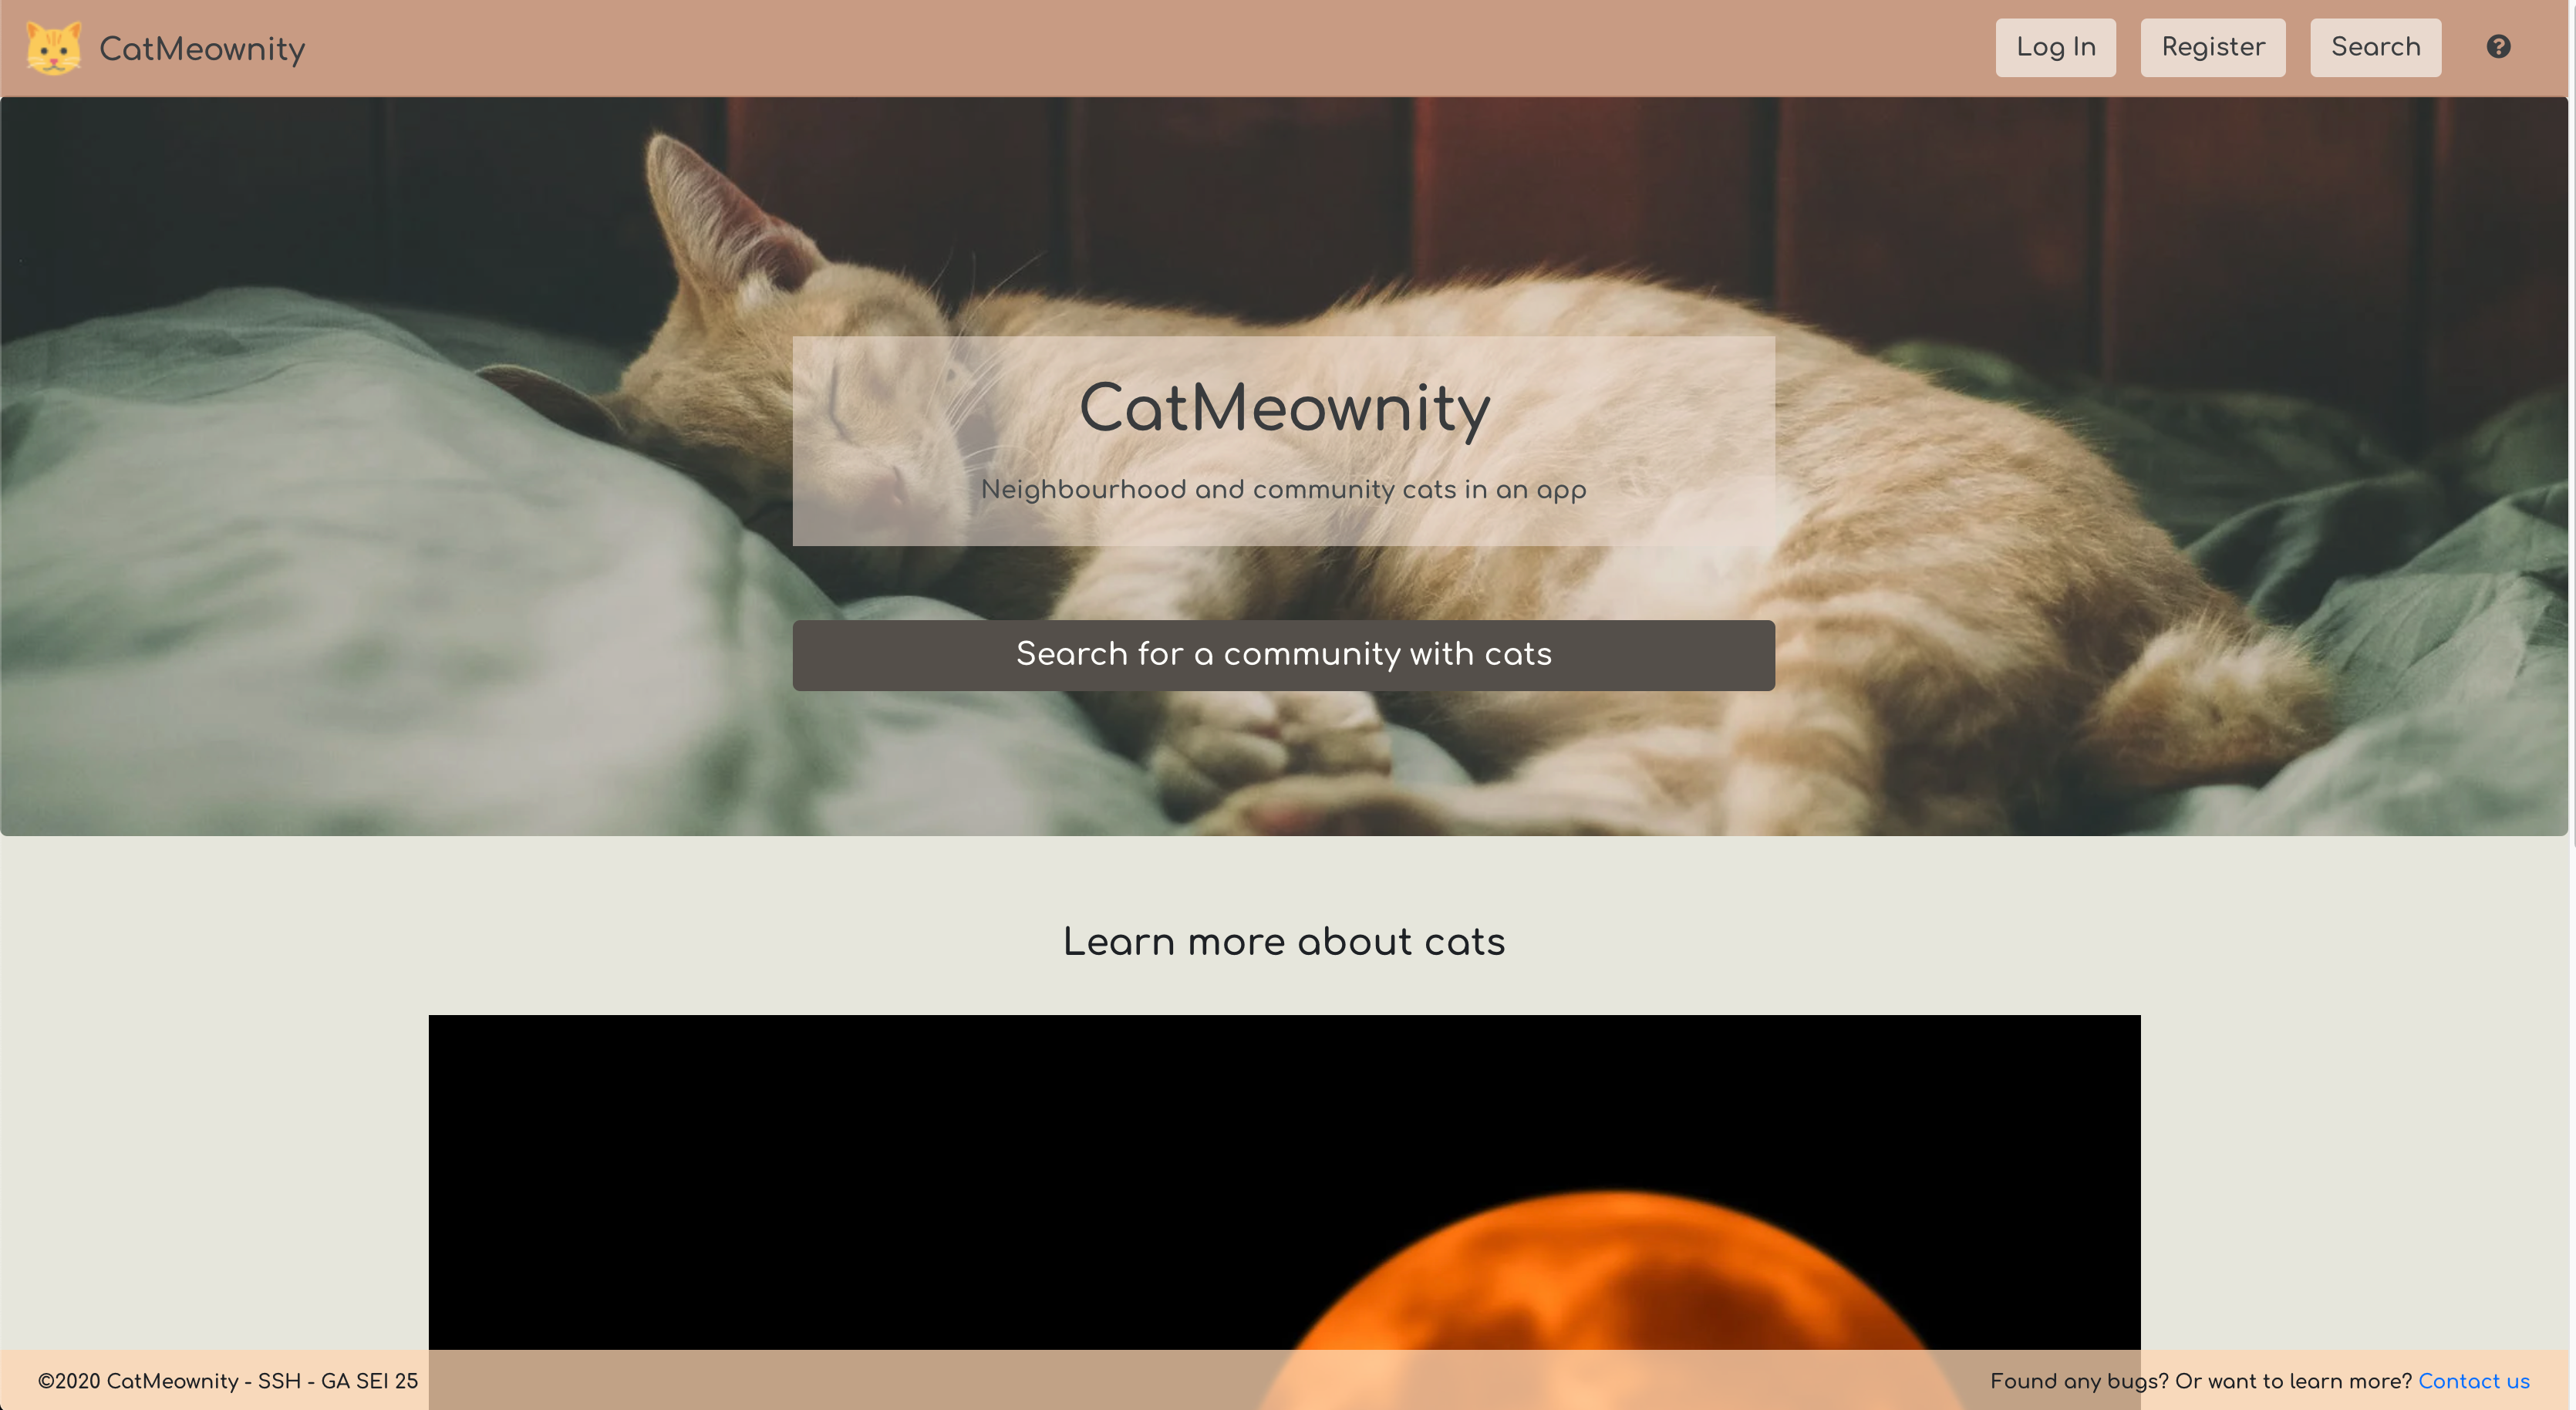 CatMeownity
Log In
Register
Search
CatMeownity
Neighbourhood and community cats in an app
Search for a community with cats
Learn more about cats
©2020 CatMeownity - SSH - GA SEI 25
Found any bugs? Or want to learn more? Contact us